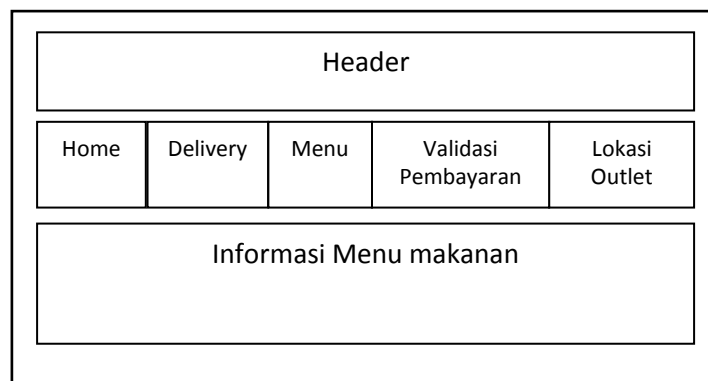 Header
Home
Delivery
Menu
Validasi
Pembayaran
Lokasi
Outlet
Informasi Menu makanan